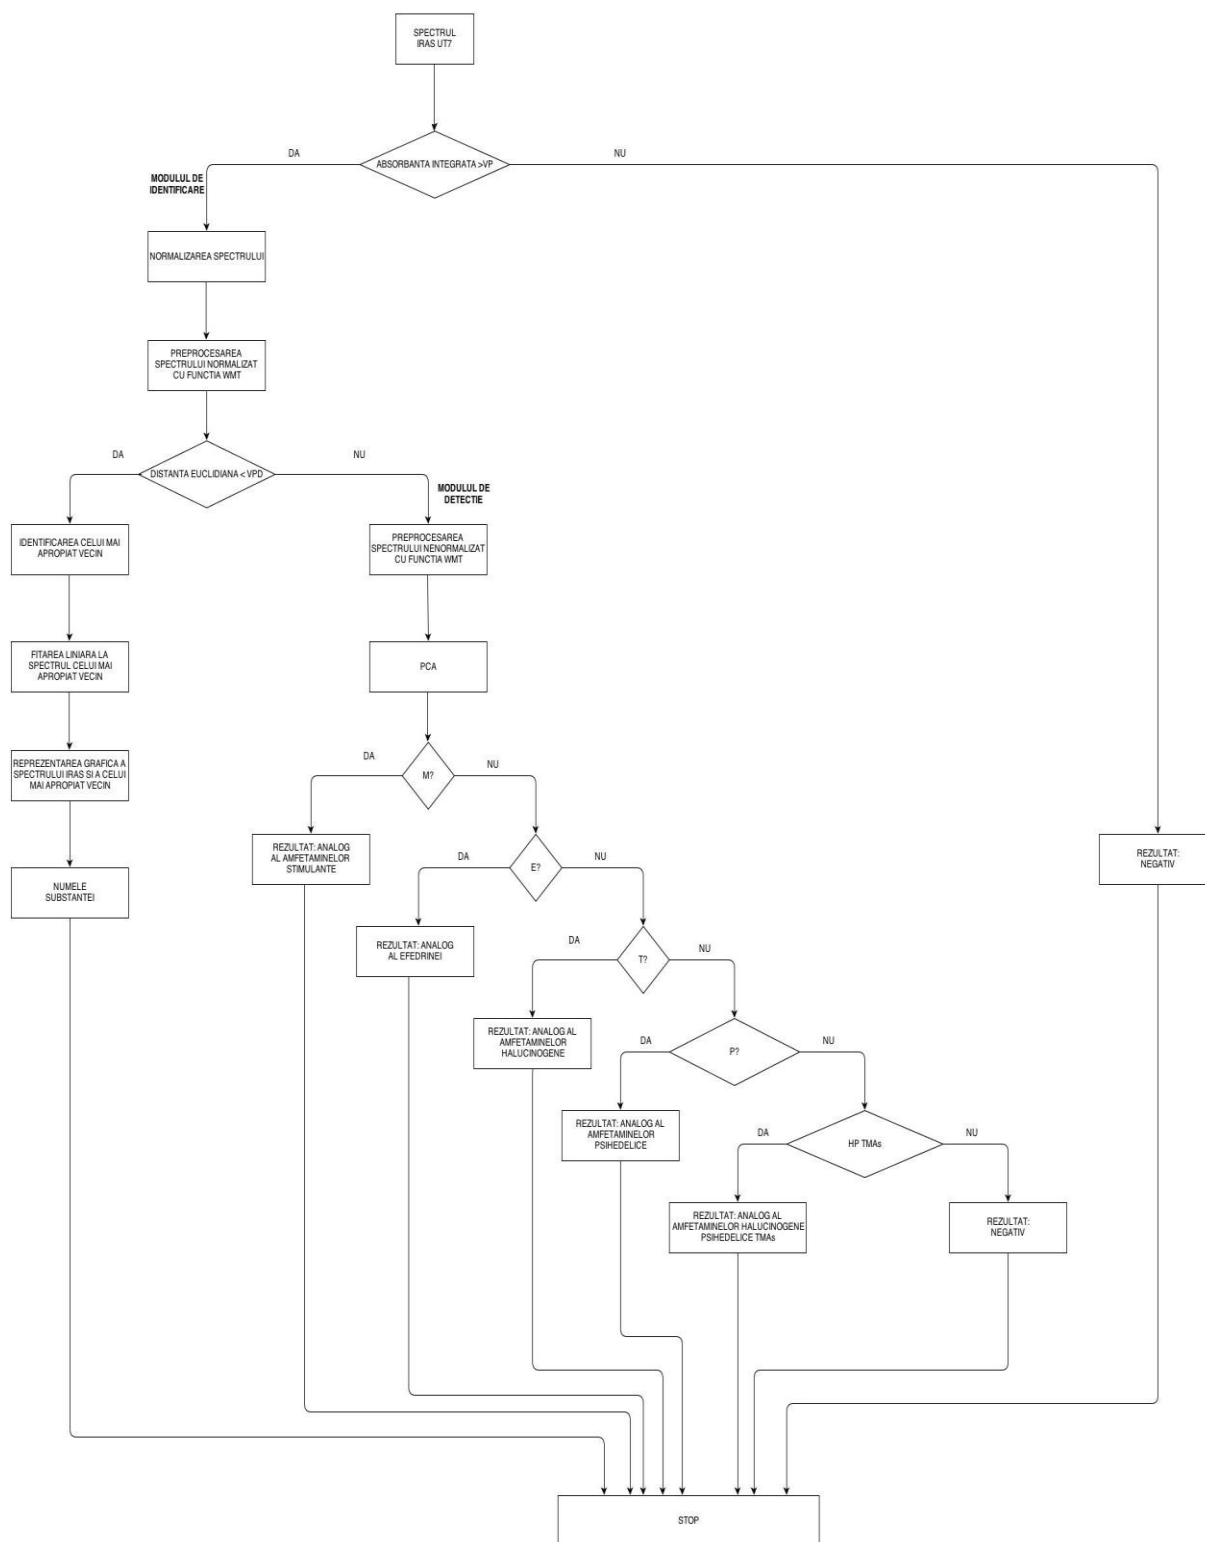 SPECTRUL
IRAS UT7
ABSORBANTA INTEGRATA >VP
DA
NU
MODULUL DE
IDENTIFICARE
NORMALIZAREA SPECTRULUI
PREPROCESAREA
SPECTRULUI NORMALIZAT
CU FUNCTIA WMT
DISTANTA EUCLIDIANA < VPD
DA
NU
MODULUL DE
DETECTIE
IDENTIFICAREA CELUI MAI
APROPIAT VECIN
PREPROCESAREA
SPECTRULUI NENORMALIZAT
CU FUNCTIA WMT
FITAREA LINIARA LA
SPECTRUL CELUI MAI
APROPIAT VECIN
PCA
REPREZENTAREA GRAFICA A
SPECTRULUI IRAS SI A CELUI
MAI APROPIAT VECIN
DA
M?
NU
NUMELE
SUBSTANTEI
REZULTAT: ANALOG
AL AMFETAMINELOR
STIMULANTE
DA
E?
NU
REZULTAT:
NEGATIV
REZULTAT: ANALOG
AL EFEDRINEI
DA
T?
NU
REZULTAT: ANALOG AL
AMFETAMINELOR
HALUCINOGENE
DA
P?
NU
REZULTAT: ANALOG AL
AMFETAMINELOR
PSIHEDELICE
DA
HP TMAs
NU
REZULTAT: ANALOG AL
AMFETAMINELOR HALUCINOGENE
PSIHEDELICE TMAs
REZULTAT:
NEGATIV
STOP